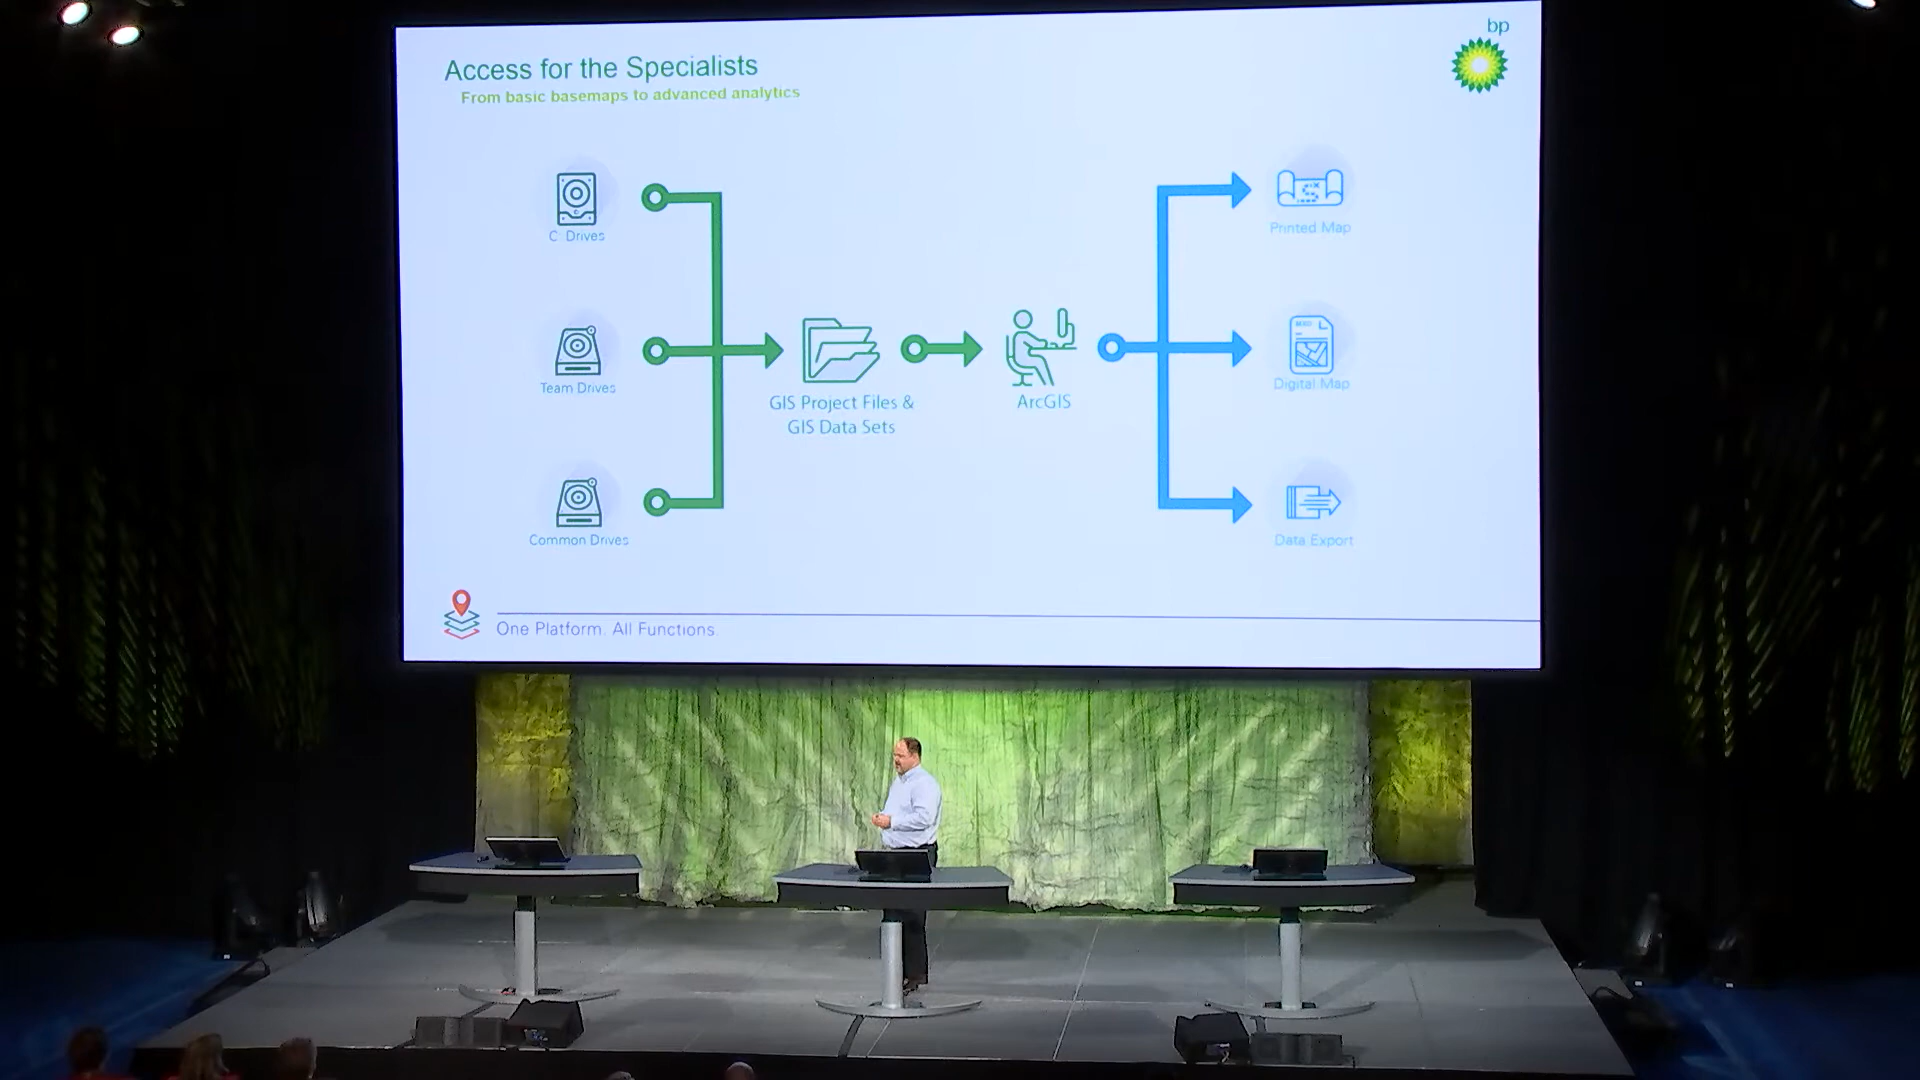 bp
Access for the Specialists
From basic basemaps to advanced analytics
C: Drives
Printed Map
Team Drives
GIS Project Files &
GIS Data Sets
ArcGIS
Digital Map
Common Drives
Data Export
One Platform. All Functions.